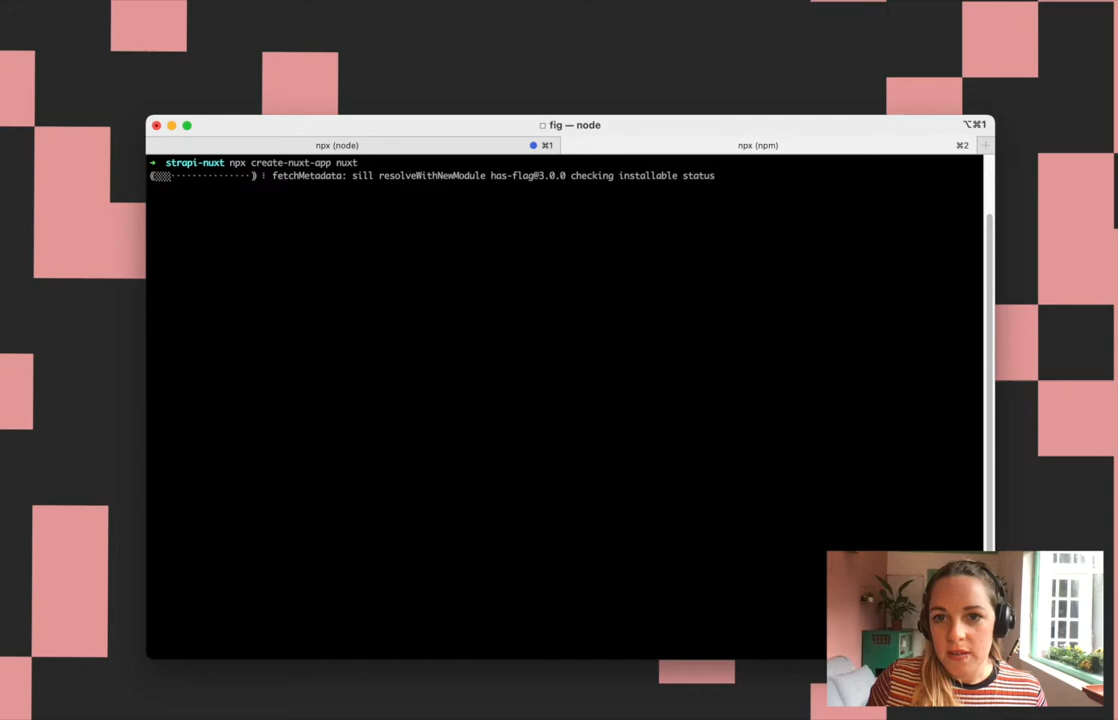 fig — node
⌥⌘1
npx (node)
⌘1
npx (npm)
⌘2
+
➜ strapi-nuxt npx create-nuxt-app nuxt
⸨░░░···············⸩ ⠸ fetchMetadata: sill resolveWithNewModule has-flag@3.0.0 checking installable status